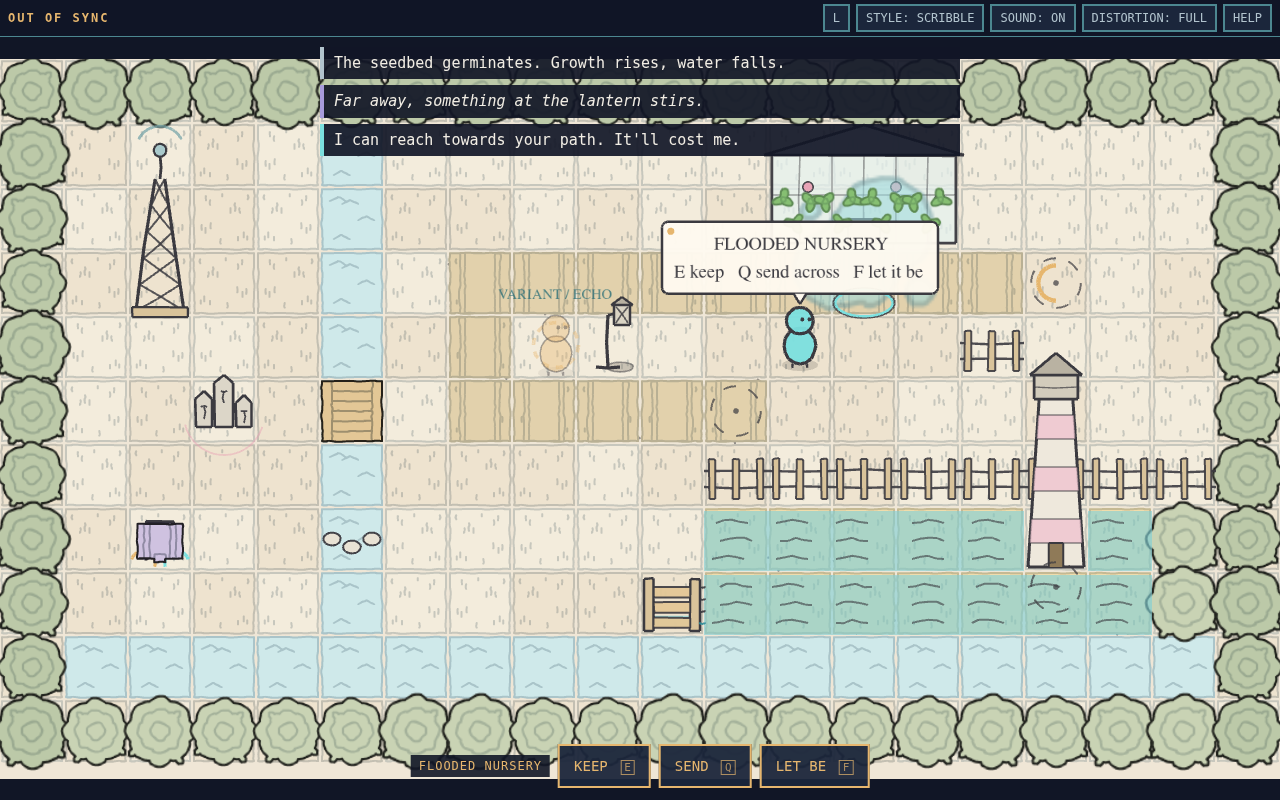 OUT OF SYNC
L
STYLE: SCRIBBLE
SOUND: ON
DISTORTION: FULL
HELP
The seedbed germinates. Growth rises, water falls.
Far away, something at the lantern stirs.
I can reach towards your path. It'll cost me.
FLOODED NURSERY
E keep Q send across F let it be
VARIANT / ECHO
FLOODED NURSERY
KEEP E
SEND Q
LET BE F